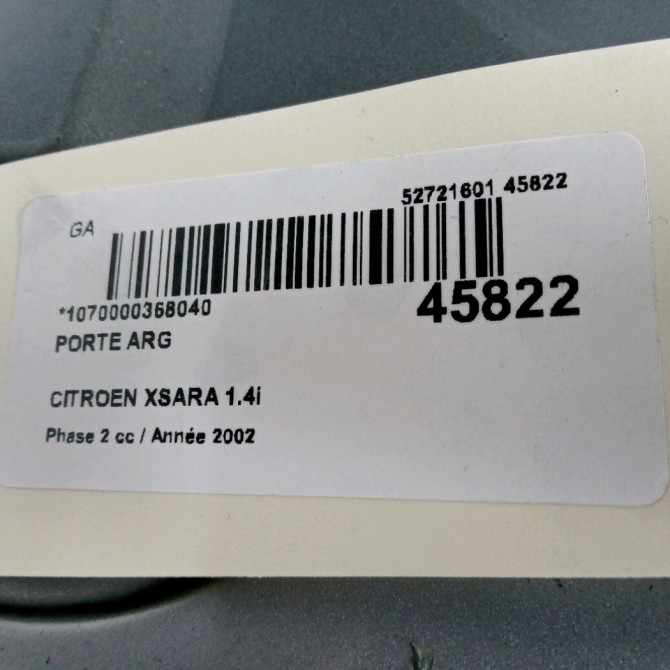 52721601 45822
GA
*1070000368040
45822
PORTE ARG
CITROEN XSARA 1.4i
Phase 2 cc / Année 2002